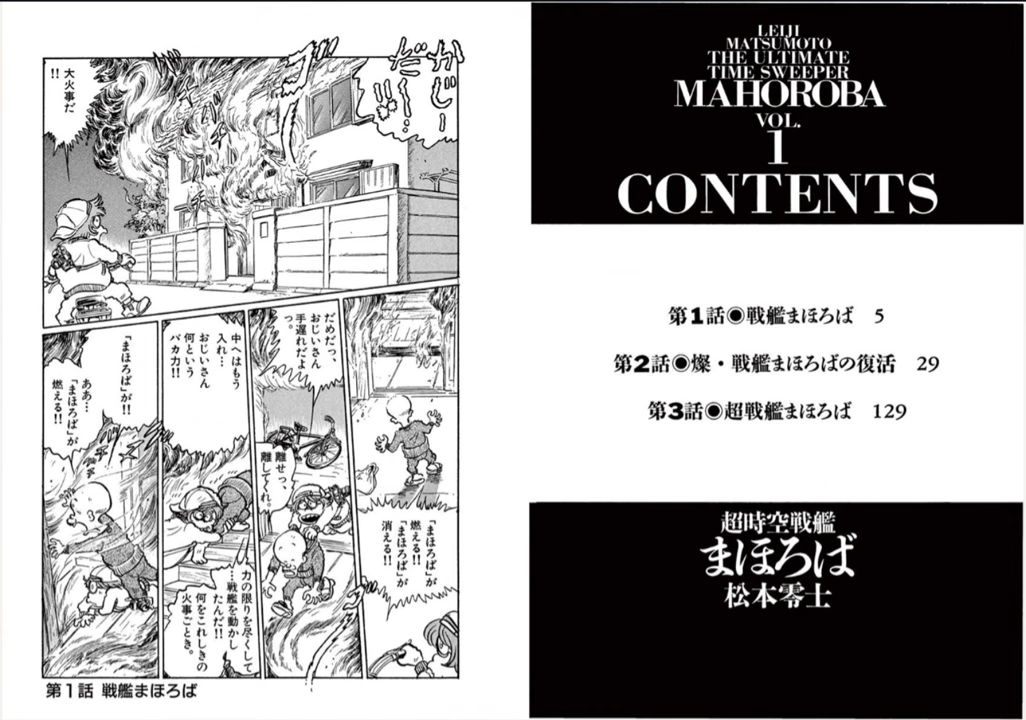 LEIJI
MATSUMOTO
THE ULTIMATE
TIME SWEEPER
MAHOROBA
VOL.
1
CONTENTS
第1話◉戦艦まほろば 5
第2話◉燦・戦艦まほろばの復活 29
第3話◉超戦艦まほろば 129
超時空戦艦
まほろば
松本零士
かじー
だ!!!…
大火事だ
!!
だめだっ、
おじいさん
手遅れだよ
っ。
「まほろば」が
燃える!!
「まほろば」が
消える!!
離せっ、
離してくれ。
中へはもう
入れ…
おじいさん
何という
バカ力!!
力の限りを尽くして
…戦艦を動かし
たんだ!!
何をこれしきの
火事ごとき。
「まほろば」が!!
ああ…
「まほろば」が
燃える!!
第1話 戦艦まほろば